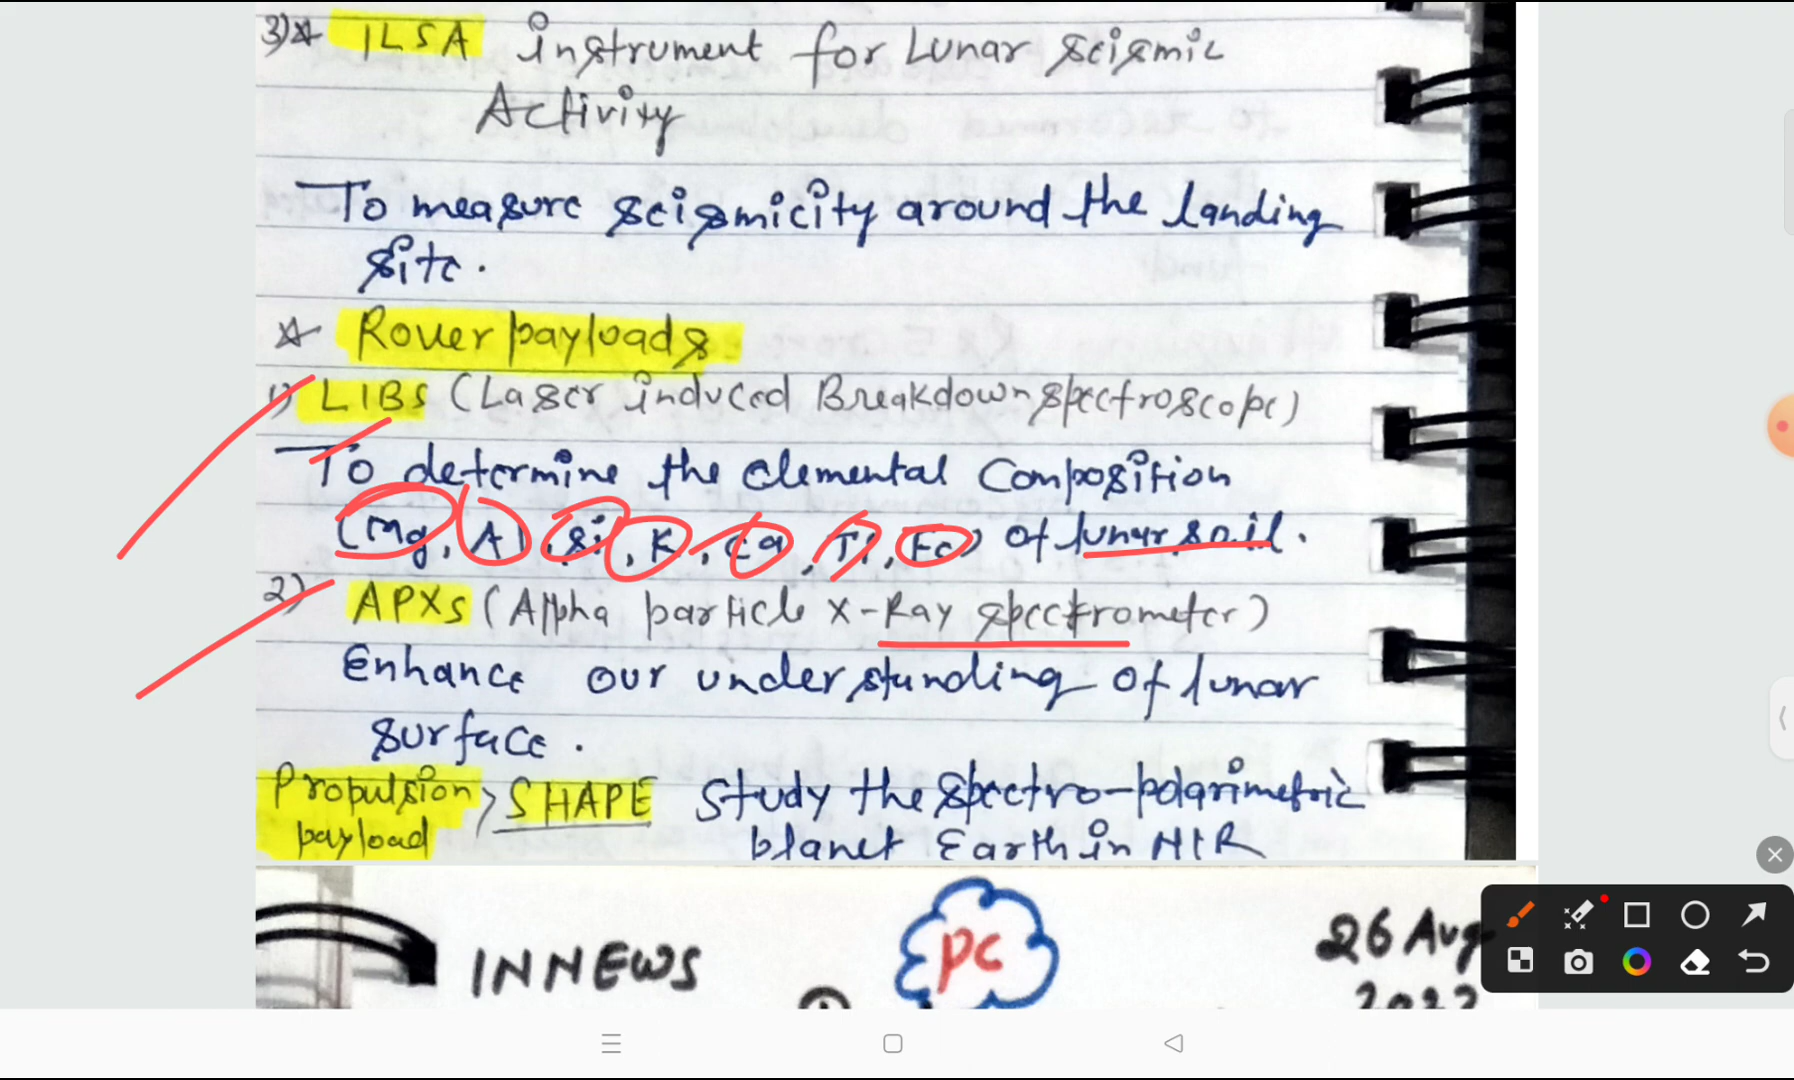 3) ILSA instrument for Lunar seismic
Activity
To measure seismicity around the landing
site.
Rover payloads.
1) LIBS (Laser induced Breakdown spectroscope)
To determine the elemental Composition
(Mg, Al, Si, K, Ca, Ti, Fe) of lunar soil.
2) APXs (Alpha particle X-Ray spectrometer)
Enhance our understanding of lunar
surface.
Propulsion payload > SHAPE Study the spectro-polarimetric
planet Earth in NIR
INNEWS
PC
26 Aug